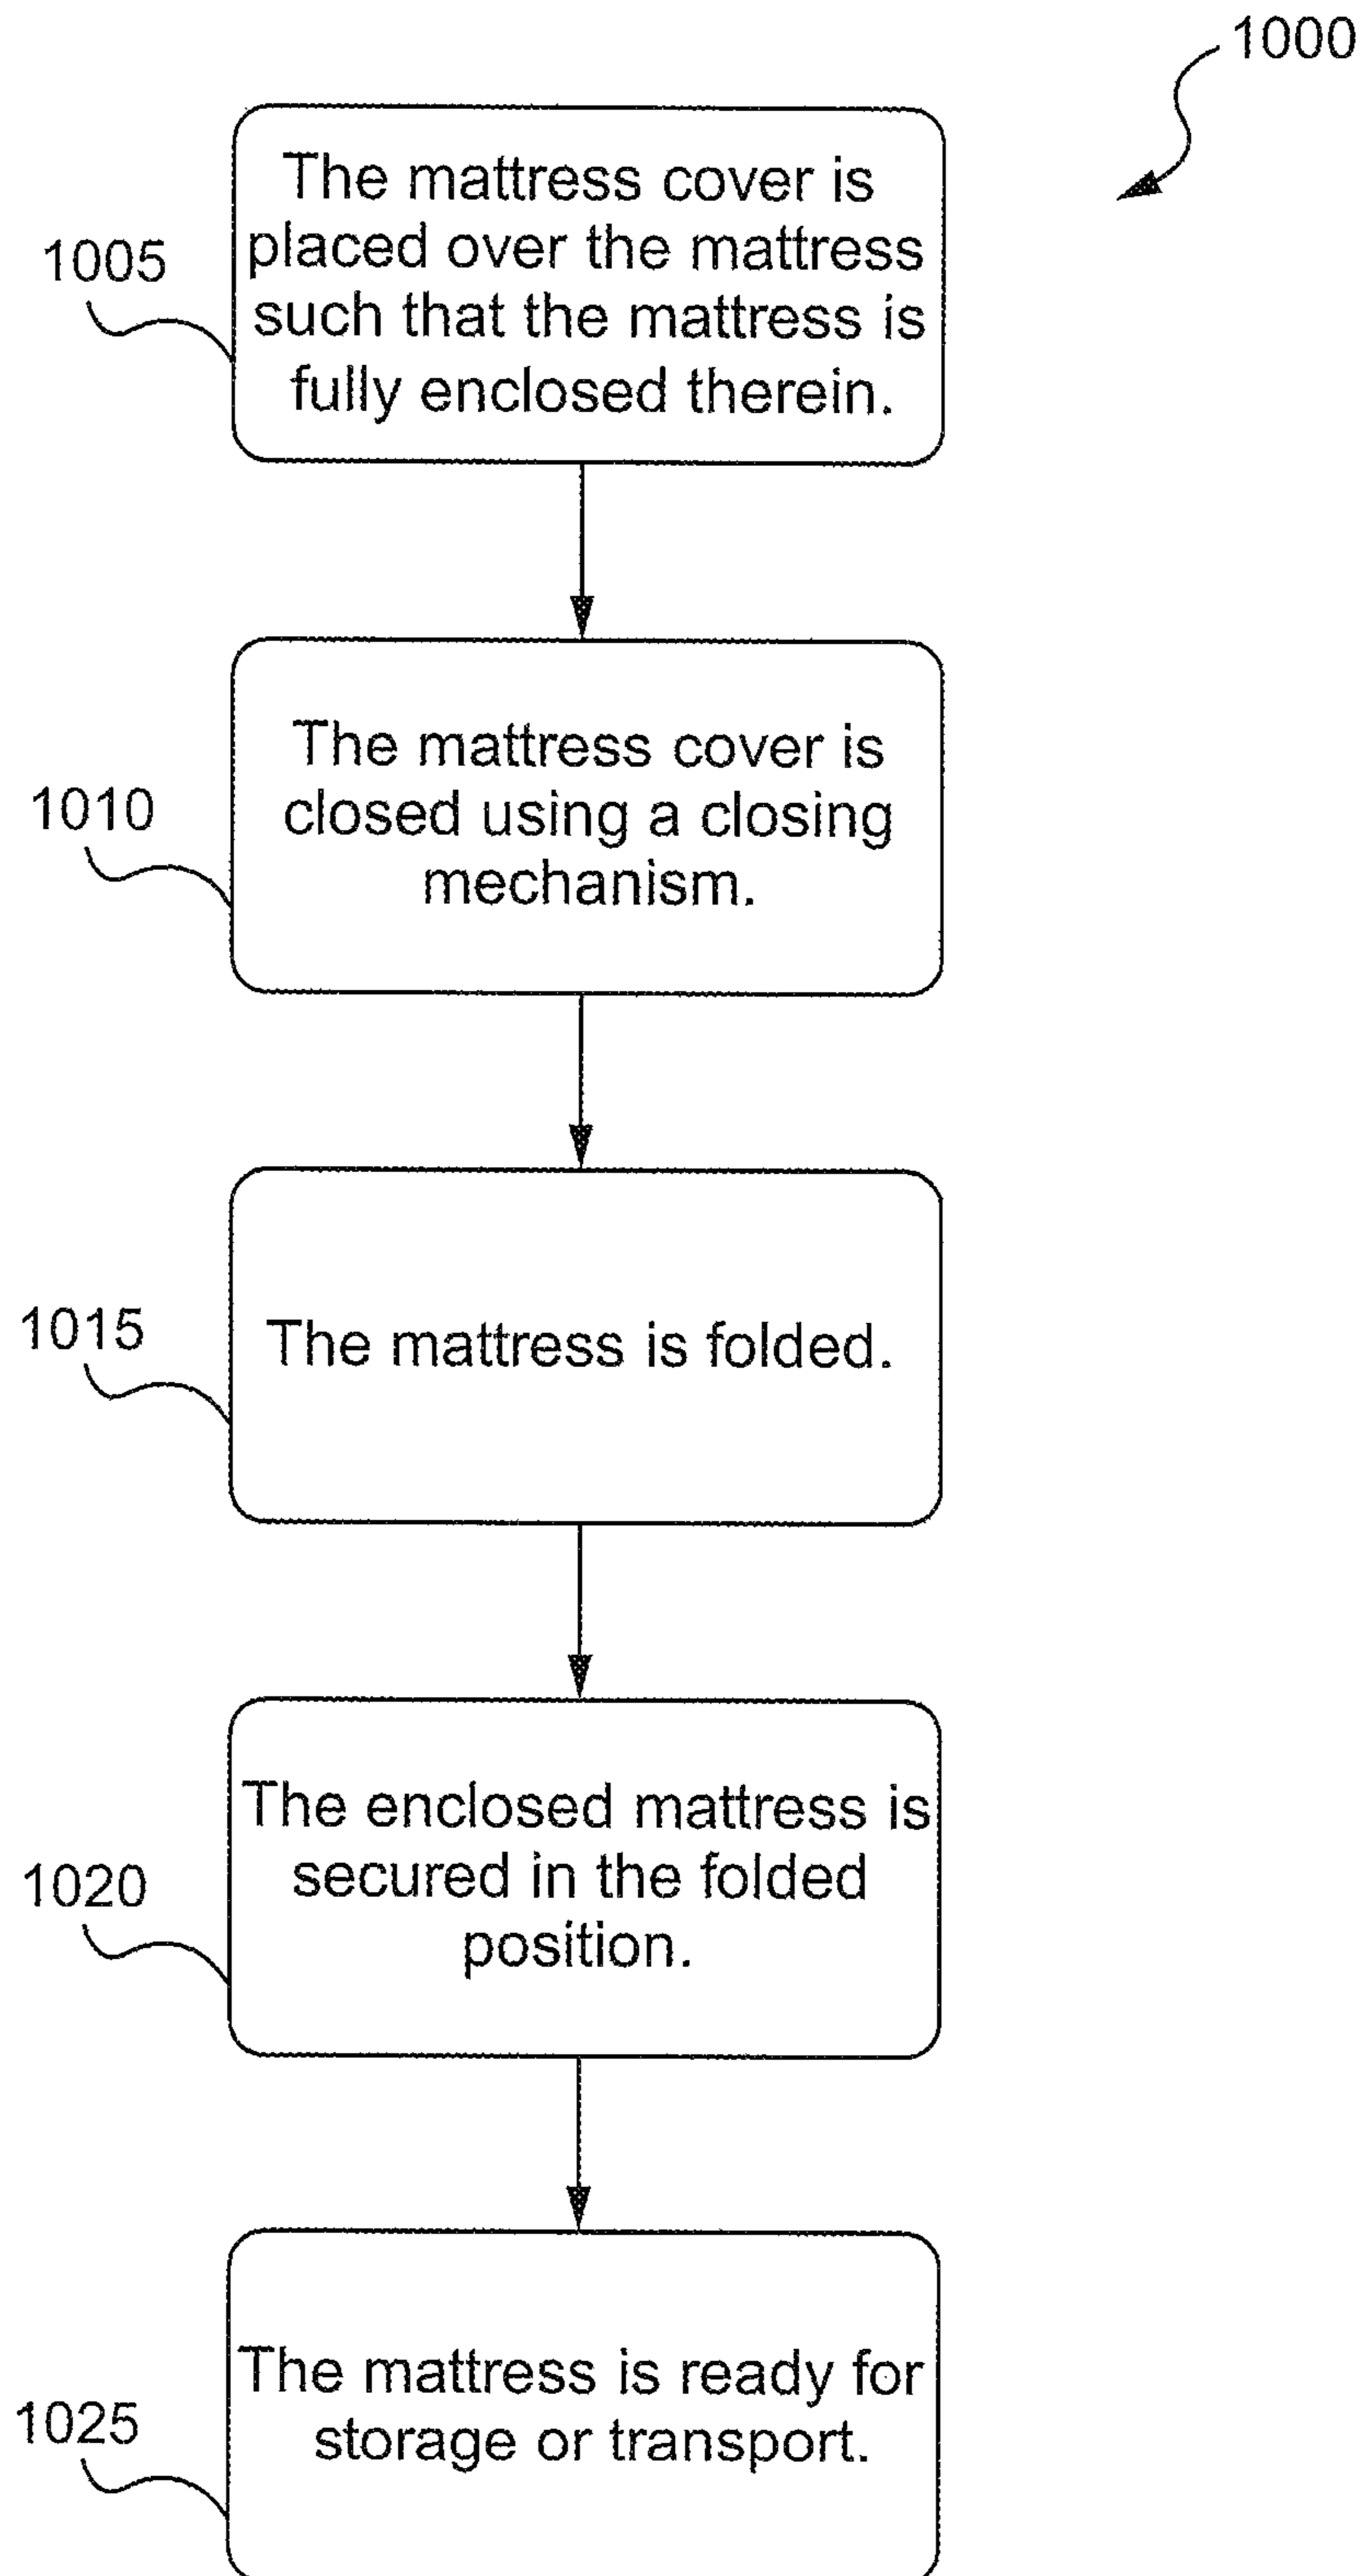 1000
The mattress cover is
placed over the mattress
such that the mattress is
fully enclosed therein.
1005
The mattress cover is
closed using a closing
mechanism.
1010
The mattress is folded.
1015
The enclosed mattress is
secured in the folded
position.
1020
The mattress is ready for
storage or transport.
1025